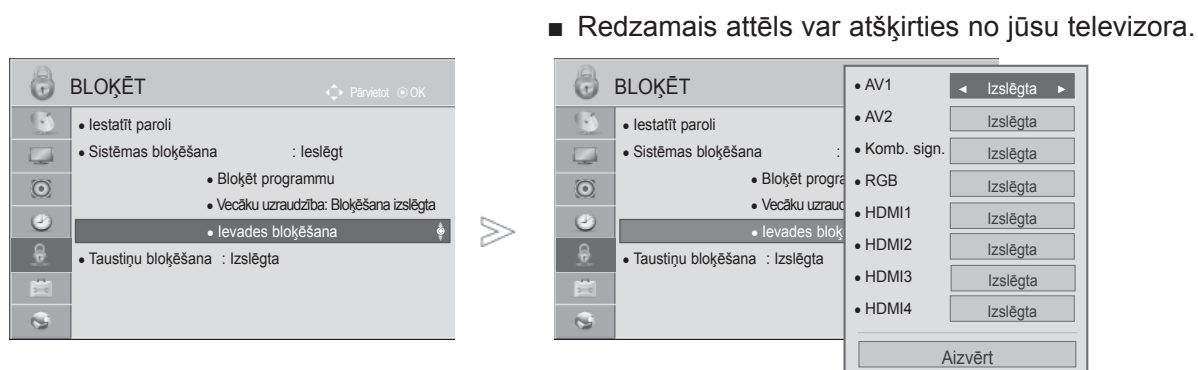 ■ Redzamais attēls var atšķirties no jūsu televizora.
BLOĶĒT
Pārvietot ⊙ OK
• Iestatīt paroli
• Sistēmas bloķēšana : Ieslēgt
• Bloķēt programmu
• Vecāku uzraudzība: Bloķēšana izslēgta
• Ievades bloķēšana
• Taustiņu bloķēšana : Izslēgta
BLOĶĒT
• Iestatīt paroli
• Sistēmas bloķēšana :
• Bloķēt progra
• Vecāku uzraud
• Ievades blok
• Taustiņu bloķēšana : Izslēgta
• AV1 ◄ Izslēgta ►
• AV2 Izslēgta
• Komb. sign. Izslēgta
• RGB Izslēgta
• HDMI1 Izslēgta
• HDMI2 Izslēgta
• HDMI3 Izslēgta
• HDMI4 Izslēgta
Aizvērt